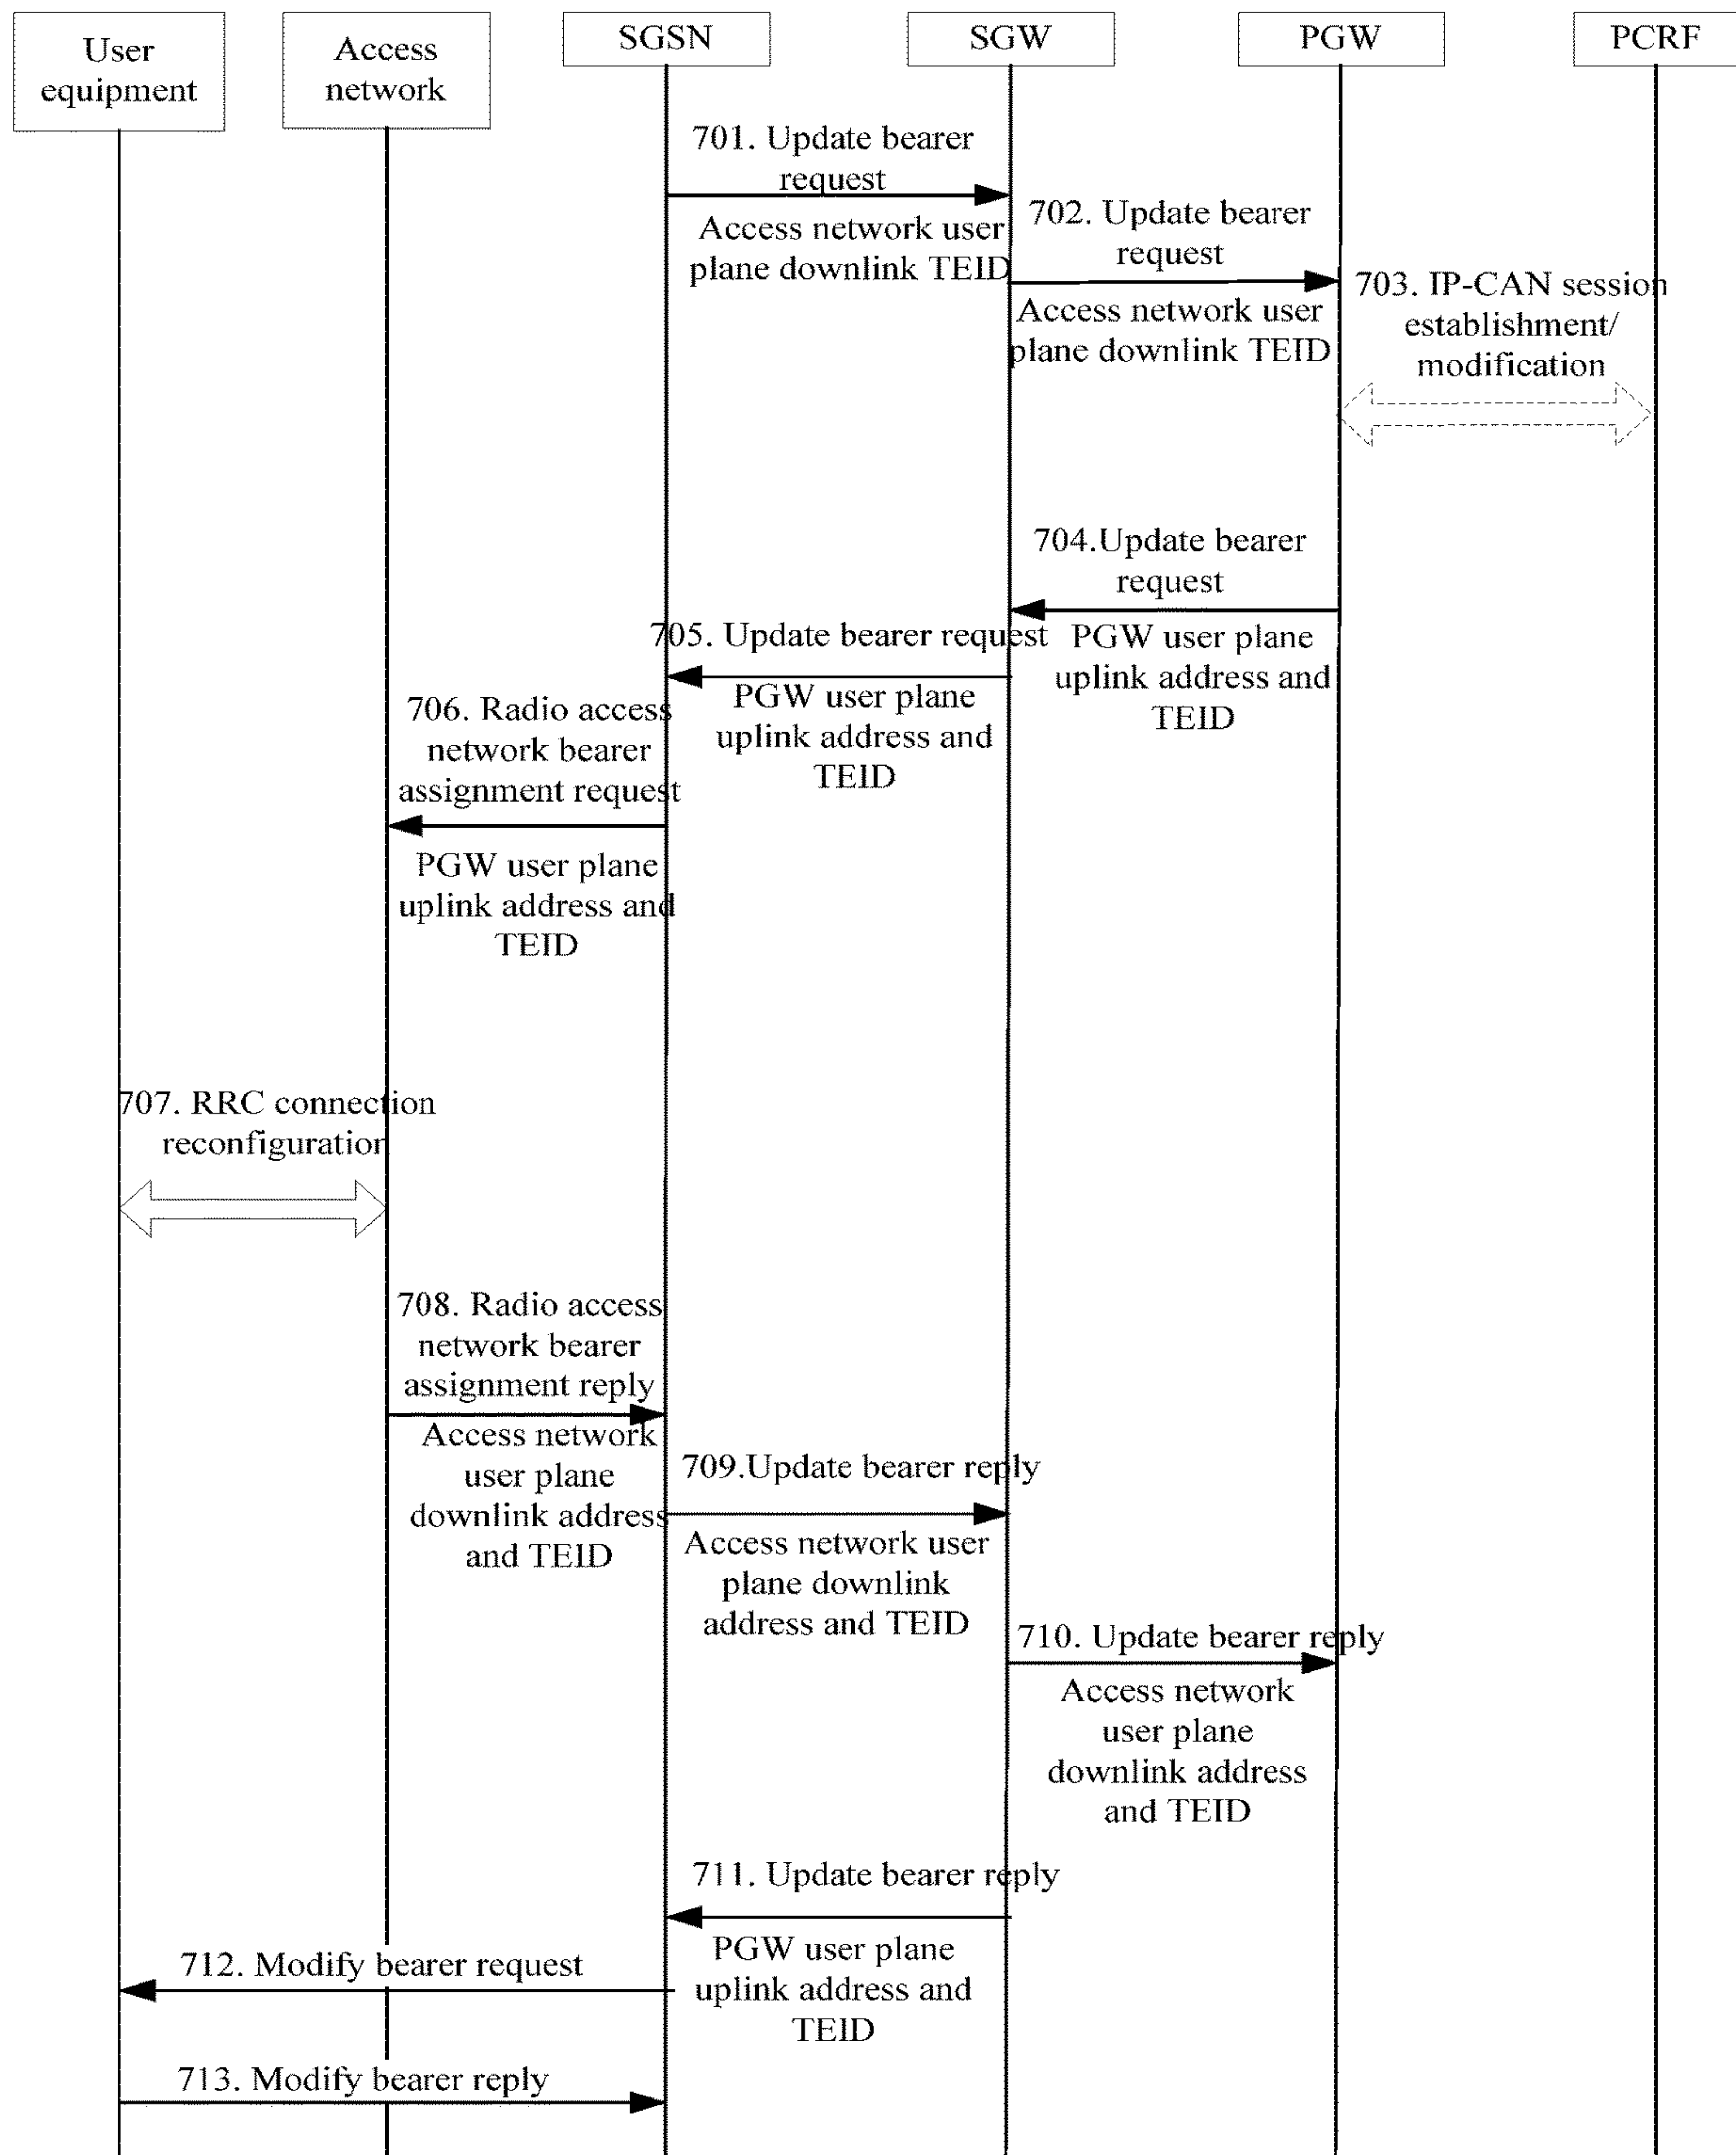 User
equipment
Access
network
SGSN
SGW
PGW
PCRF
701. Update bearer
request
Access network user
plane downlink TEID
702. Update bearer
request
Access network user
plane downlink TEID
703. IP-CAN session
establishment/
modification
704.Update bearer
request
PGW user plane
uplink address and
TEID
705. Update bearer request
PGW user plane
uplink address and
TEID
706. Radio access
network bearer
assignment request
PGW user plane
uplink address and
TEID
707. RRC connection
reconfiguration
708. Radio access
network bearer
assignment reply
Access network
user plane
downlink address
and TEID
709.Update bearer reply
Access network user
plane downlink
address and TEID
710. Update bearer reply
Access network
user plane
downlink address
and TEID
711. Update bearer reply
PGW user plane
uplink address and
TEID
712. Modify bearer request
713. Modify bearer reply